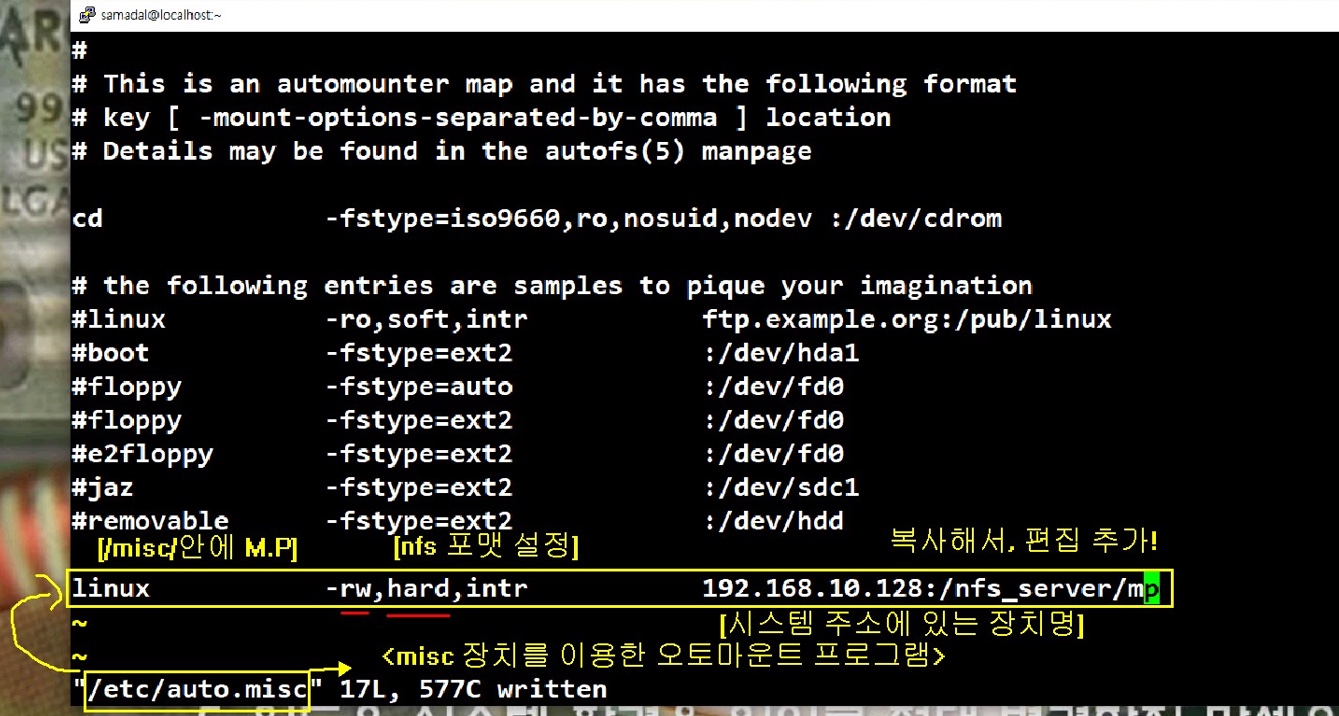 samadal@localhost:~
#
# This is an automounter map and it has the following format
# key [ -mount-options-separated-by-comma ] location
# Details may be found in the autofs(5) manpage
cd -fstype=iso9660,ro,nosuid,nodev :/dev/cdrom
# the following entries are samples to pique your imagination
#linux -ro,soft,intr ftp.example.org:/pub/linux
#boot -fstype=ext2 :/dev/hda1
#floppy -fstype=auto :/dev/fd0
#floppy -fstype=ext2 :/dev/fd0
#e2floppy -fstype=ext2 :/dev/fd0
#jaz -fstype=ext2 :/dev/sdc1
#removable -fstype=ext2 :/dev/hdd
[/misc/안에 M.P] [nfs 포맷 설정] 복사해서, 편집 추가!
linux -rw,hard,intr 192.168.10.128:/nfs_server/mp
~ [시스템 주소에 있는 장치명]
~ <misc 장치를 이용한 오토마운트 프로그램>
"/etc/auto.misc" 17L, 577C written